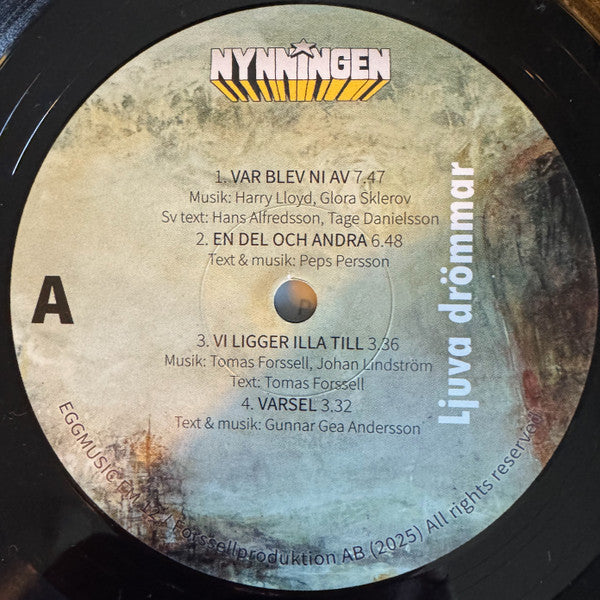 NYNNINGEN
1. VAR BLEV NI AV 7.47
Musik: Harry Lloyd, Glora Sklerov
Sv text: Hans Alfredsson, Tage Danielsson
2. EN DEL OCH ANDRA 6.48
Text & musik: Peps Persson
A
3. VI LIGGER ILLA TILL 3.36
Musik: Tomas Forssell, Johan Lindström
Text: Tomas Forssell
4. VARSEL 3.32
Text & musik: Gunnar Gea Andersson
Ljuva drömmar
EGGMUSIC Forssellproduktion AB (2025) All rights reserved